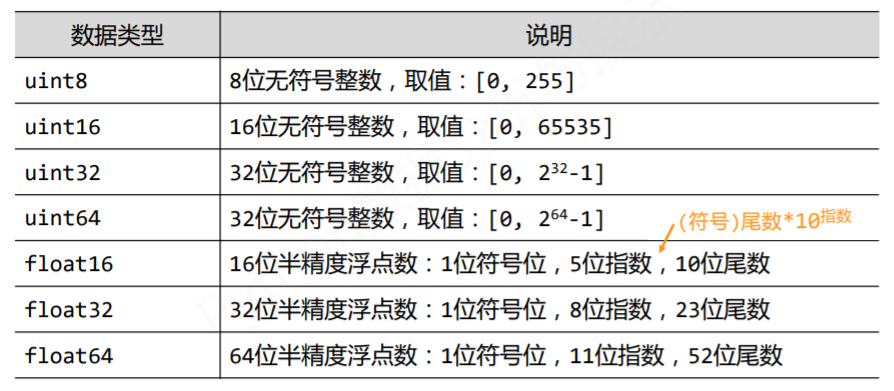 数据类型 说明
uint8 8位无符号整数，取值：[0, 255]
uint16 16位无符号整数，取值：[0, 65535]
uint32 32位无符号整数，取值：[0, 2³²-1]
uint64 32位无符号整数，取值：[0, 2⁶⁴-1]
(符号)尾数*10指数
float16 16位半精度浮点数：1位符号位，5位指数，10位尾数
float32 32位半精度浮点数：1位符号位，8位指数，23位尾数
float64 64位半精度浮点数：1位符号位，11位指数，52位尾数